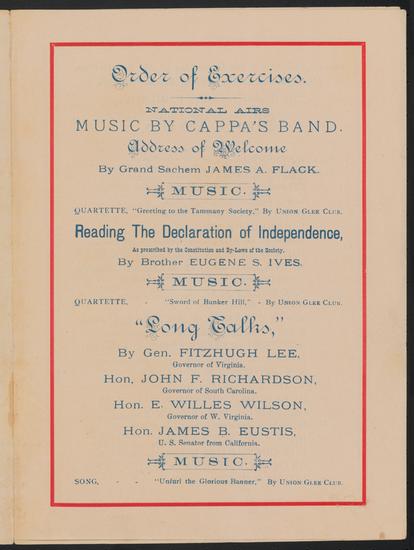 Order of Exercises.
NATIONAL AIRS
MUSIC BY CAPPA'S BAND.
Address of Welcome
By Grand Sachem JAMES A. FLACK.
MUSIC.
QUARTETTE, "Greeting to the Tammany Society," By UNION GLEE CLUB.
Reading The Declaration of Independence,
As prescribed by the Constitution and By-Laws of the Society.
By Brother EUGENE S. IVES.
MUSIC.
QUARTETTE, - "Sword of Bunker Hill," - By UNION GLEE CLUB.
"Long Talks,"
By Gen. FITZHUGH LEE,
Governor of Virginia.
Hon, JOHN F. RICHARDSON,
Governor of South Carolina.
Hon. E. WILLES WILSON,
Governor of W. Virginia.
Hon. JAMES B. EUSTIS,
U. S. Senator from California.
MUSIC.
SONG, - - "Unfurl the Glorious Banner," By UNION GLEE CLUB.